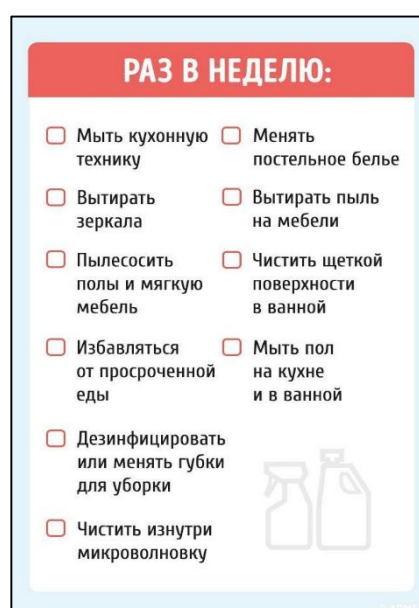 РАЗ В НЕДЕЛЮ:
Мыть кухонную
технику
Вытирать
зеркала
Пылесосить
полы и мягкую
мебель
Избавляться
от просроченной
еды
Дезинфицировать
или менять губки
для уборки
Чистить изнутри
микроволновку
Менять
постельное белье
Вытирать пыль
на мебели
Чистить щеткой
поверхности
в ванной
Мыть пол
на кухне
и в ванной